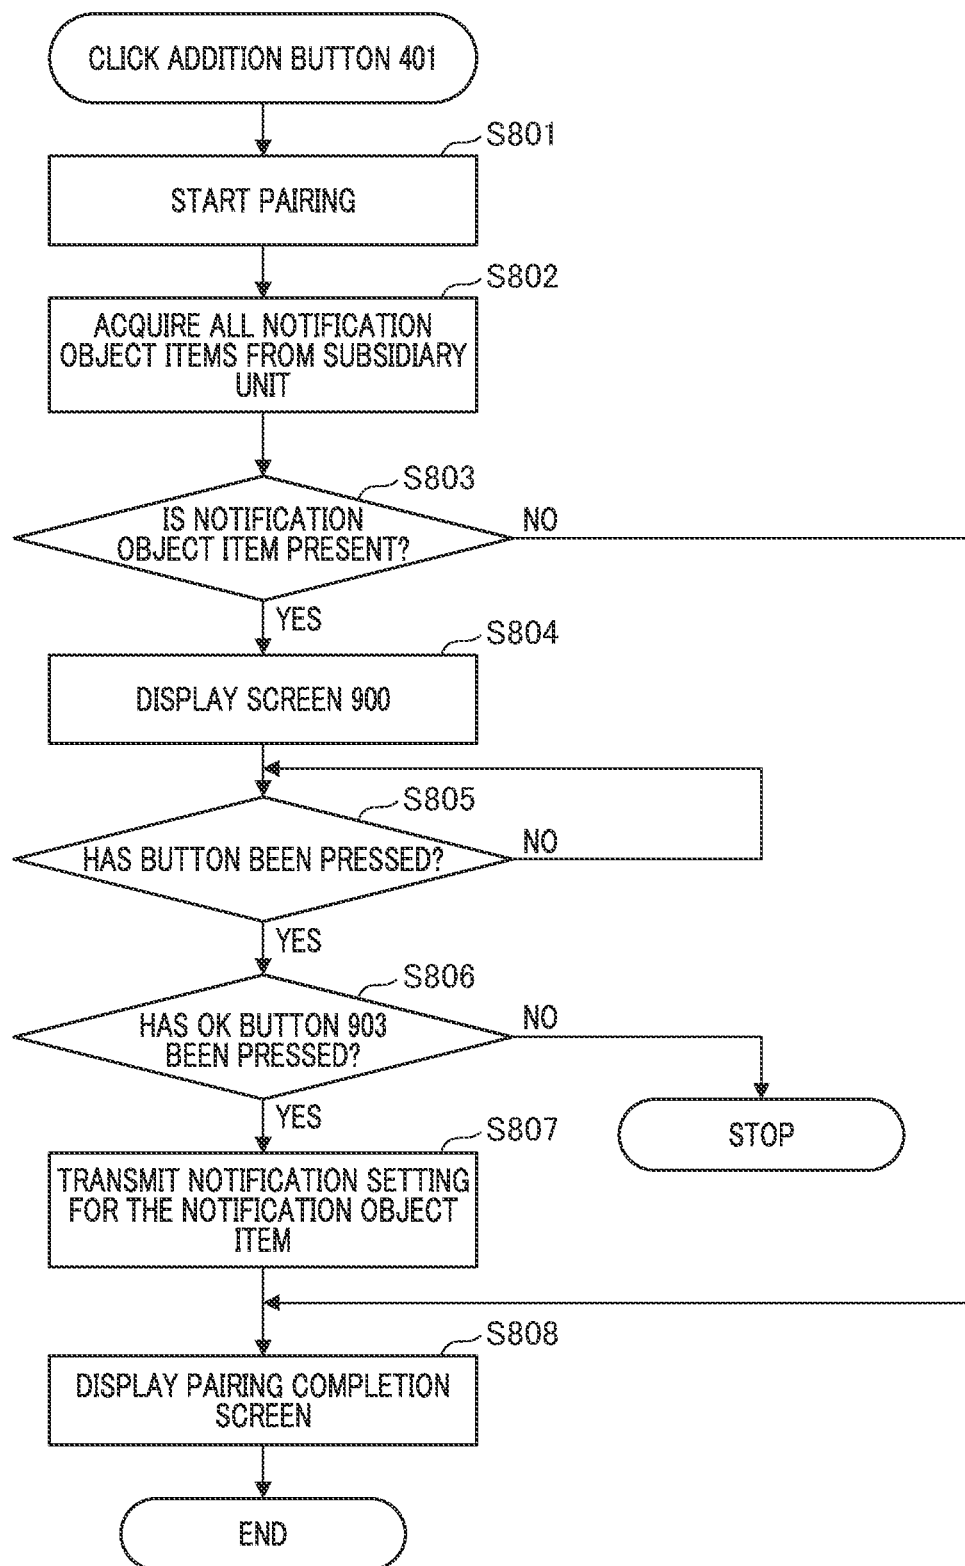 CLICK ADDITION BUTTON 401
S801
START PAIRING
S802
ACQUIRE ALL NOTIFICATION
OBJECT ITEMS FROM SUBSIDIARY
UNIT
S803
IS NOTIFICATION
OBJECT ITEM PRESENT?
NO
YES
S804
DISPLAY SCREEN 900
S805
HAS BUTTON BEEN PRESSED?
NO
YES
S806
HAS OK BUTTON 903
BEEN PRESSED?
NO
YES
STOP
S807
TRANSMIT NOTIFICATION SETTING
FOR THE NOTIFICATION OBJECT
ITEM
S808
DISPLAY PAIRING COMPLETION
SCREEN
END